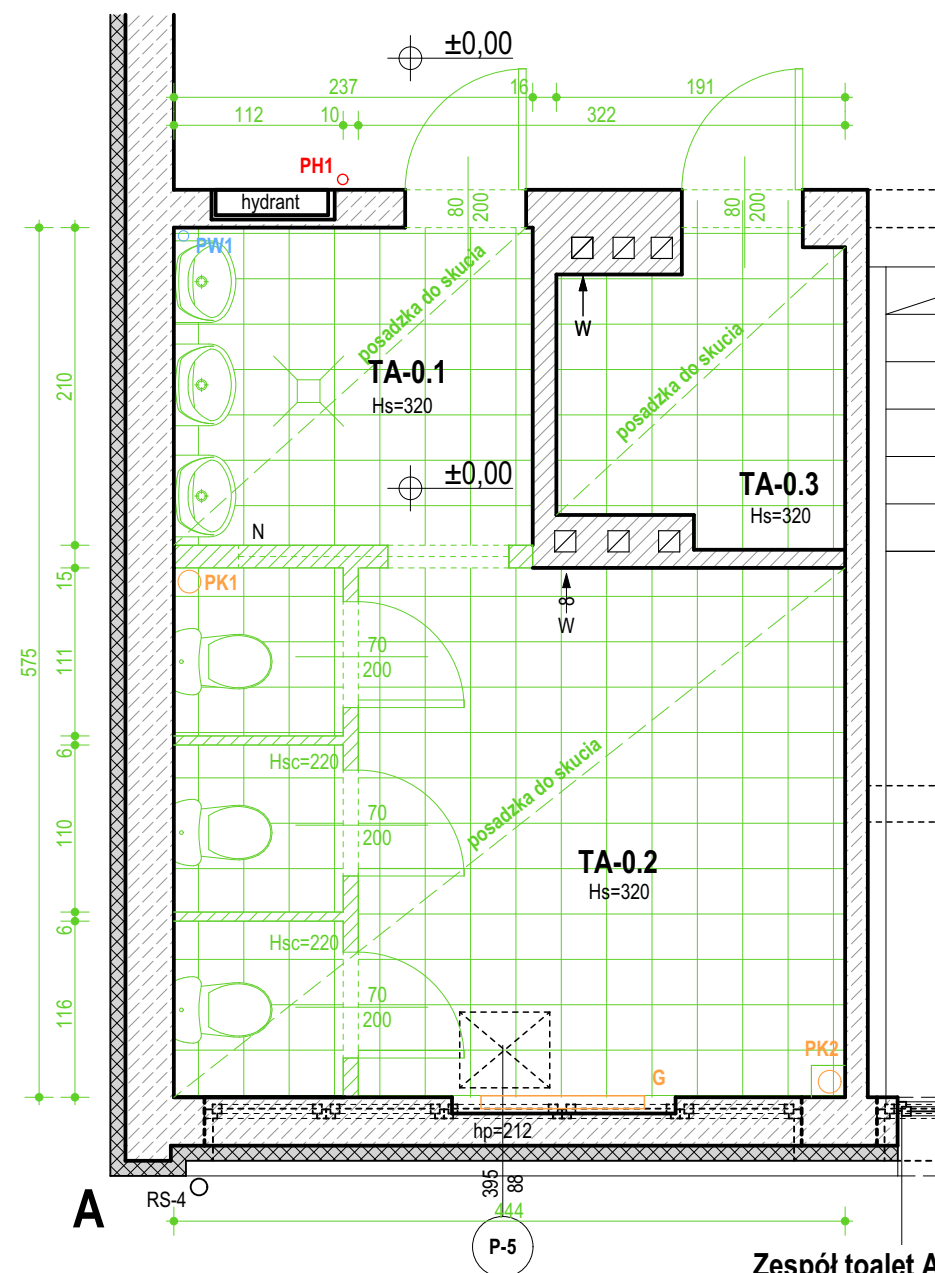 ±0,00
237
16
191
112
10
322
PH1
hydrant
80
200
80
200
PW1
posadzka do skucia
W
TA-0.1
Hs=320
posadzka do skucia
210
±0,00
TA-0.3
Hs=320
N
15
PK1
8
W
575
111
70
200
6
Hsc=220
posadzka do skucia
110
70
200
TA-0.2
Hs=320
6
Hsc=220
116
70
200
PK2
G
hp=212
RS-4
395
88
A
444
P-5
Zespół toalet A